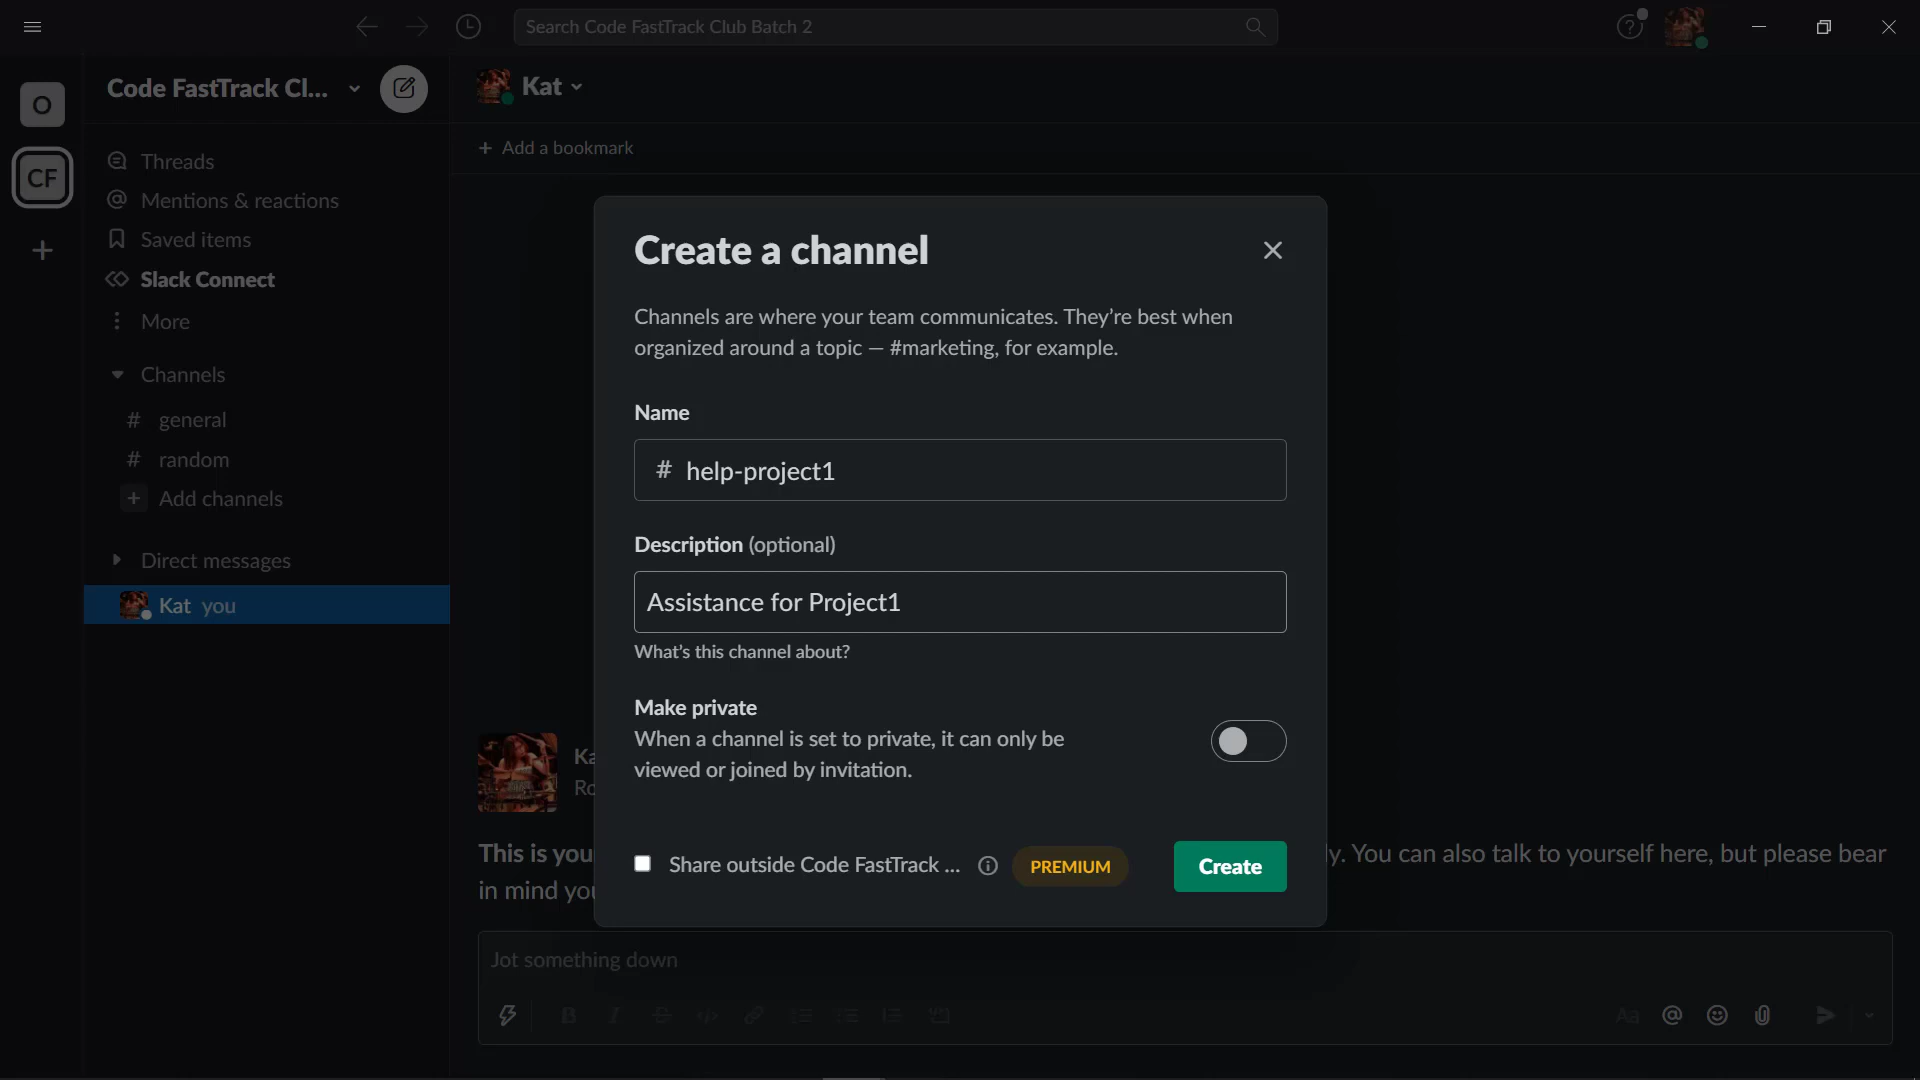 Search Code FastTrack Club Batch 2
O
Code FastTrack Cl...
Kat
CF
+ Add a bookmark
Threads
Mentions & reactions
Saved items
Slack Connect
More
Channels
# general
# random
+ Add channels
Direct messages
Kat you
Create a channel
Channels are where your team communicates. They’re best when
organized around a topic — #marketing, for example.
Name
# help-project1
Description (optional)
Assistance for Project1
What's this channel about?
Make private
When a channel is set to private, it can only be
viewed or joined by invitation.
Share outside Code FastTrack ...
PREMIUM
Create
Ka
Ro
This is you
ly. You can also talk to yourself here, but please bear
in mind you
Jot something down
B I S
Aa @